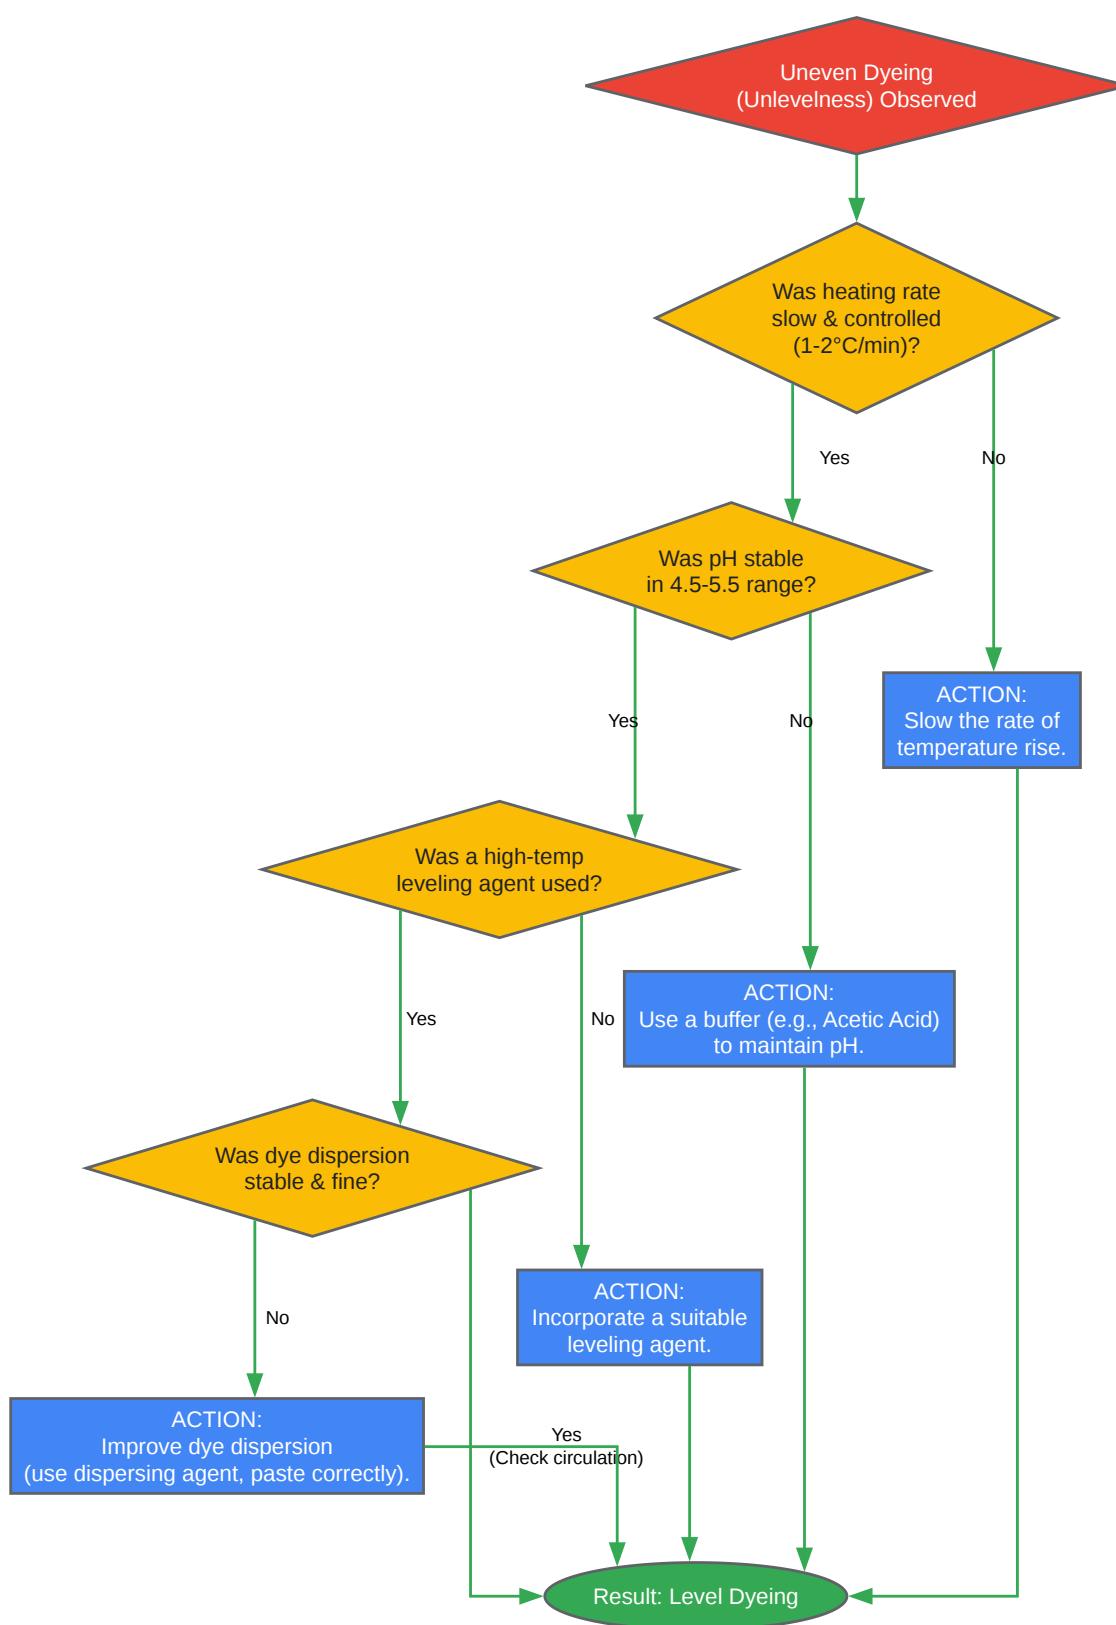 Uneven Dyeing
(Unlevelness) Observed
Was heating rate
slow & controlled
(1-2°C/min)?
Yes
No
Was pH stable
in 4.5-5.5 range?
ACTION:
Slow the rate of
temperature rise.
Yes
No
Was a high-temp
leveling agent used?
ACTION:
Use a buffer (e.g., Acetic Acid)
to maintain pH.
Yes
No
Was dye dispersion
stable & fine?
ACTION:
Incorporate a suitable
leveling agent.
No
ACTION:
Improve dye dispersion
(use dispersing agent, paste correctly).
Yes
(Check circulation)
Result: Level Dyeing